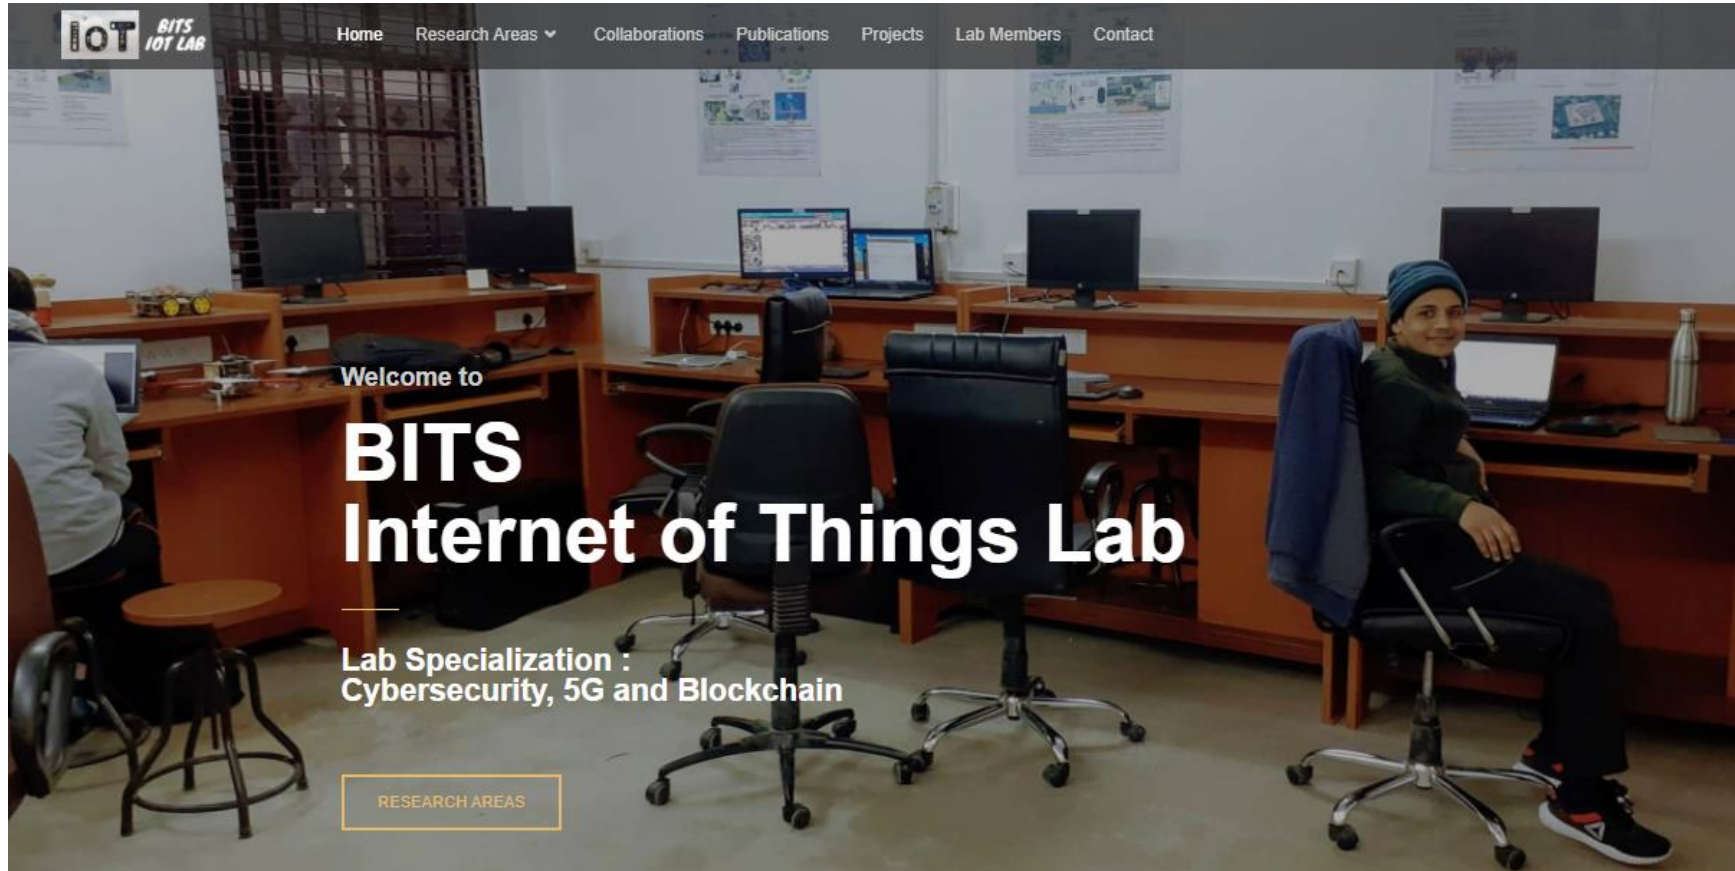 IoT
BITS
IOT LAB
Home
Research Areas
Collaborations
Publications
Projects
Lab Members
Contact
Welcome to
BITS
Internet of Things Lab
Lab Specialization :
Cybersecurity, 5G and Blockchain
RESEARCH AREAS